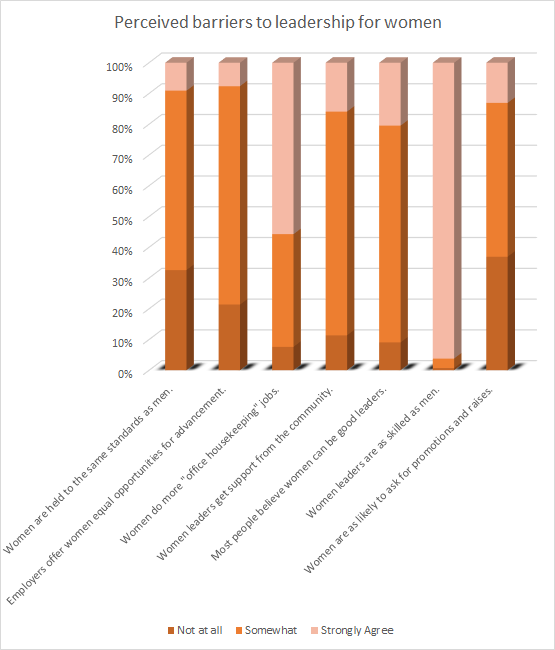 Perceived barriers to leadership for women
100%
90%
80%
70%
60%
50%
40%
30%
20%
10%
0%
Women are held to the same standards as men.
Employers offer women equal opportunities for advancement.
Women do more "office housekeeping" jobs.
Women leaders get support from the community.
Most people believe women can be good leaders.
Women leaders are as skilled as men.
Women are as likely to ask for promotions and raises.
Not at all
Somewhat
Strongly Agree